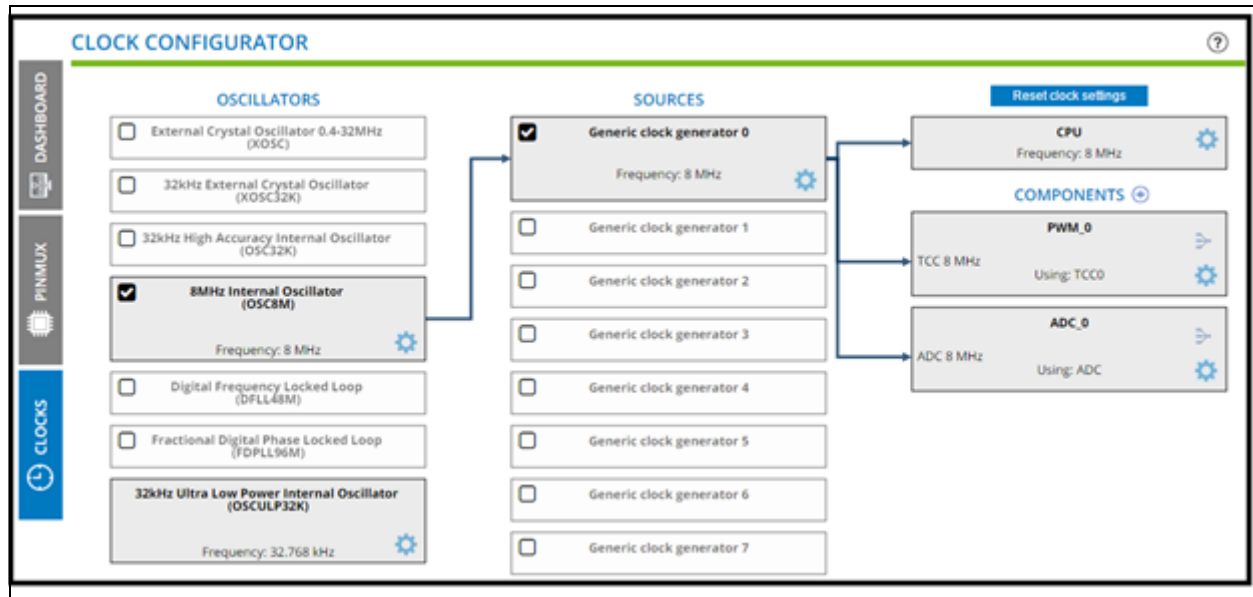 CLOCK CONFIGURATOR
?
DASHBOARD
PINMUX
CLOCKS
OSCILLATORS
External Crystal Oscillator 0.4-32MHz
(XOSC)
32kHz External Crystal Oscillator
(XOSC32K)
32kHz High Accuracy Internal Oscillator
(OSC32K)
8MHz Internal Oscillator
(OSC8M)
Frequency: 8 MHz
Digital Frequency Locked Loop
(DFLL48M)
Fractional Digital Phase Locked Loop
(FDPLL96M)
32kHz Ultra Low Power Internal Oscillator
(OSCULP32K)
Frequency: 32.768 kHz
SOURCES
Generic clock generator 0
Frequency: 8 MHz
Generic clock generator 1
Generic clock generator 2
Generic clock generator 3
Generic clock generator 4
Generic clock generator 5
Generic clock generator 6
Generic clock generator 7
Reset clock settings
CPU
Frequency: 8 MHz
COMPONENTS
PWM_0
TCC 8 MHz
Using: TCC0
ADC_0
ADC 8 MHz
Using: ADC